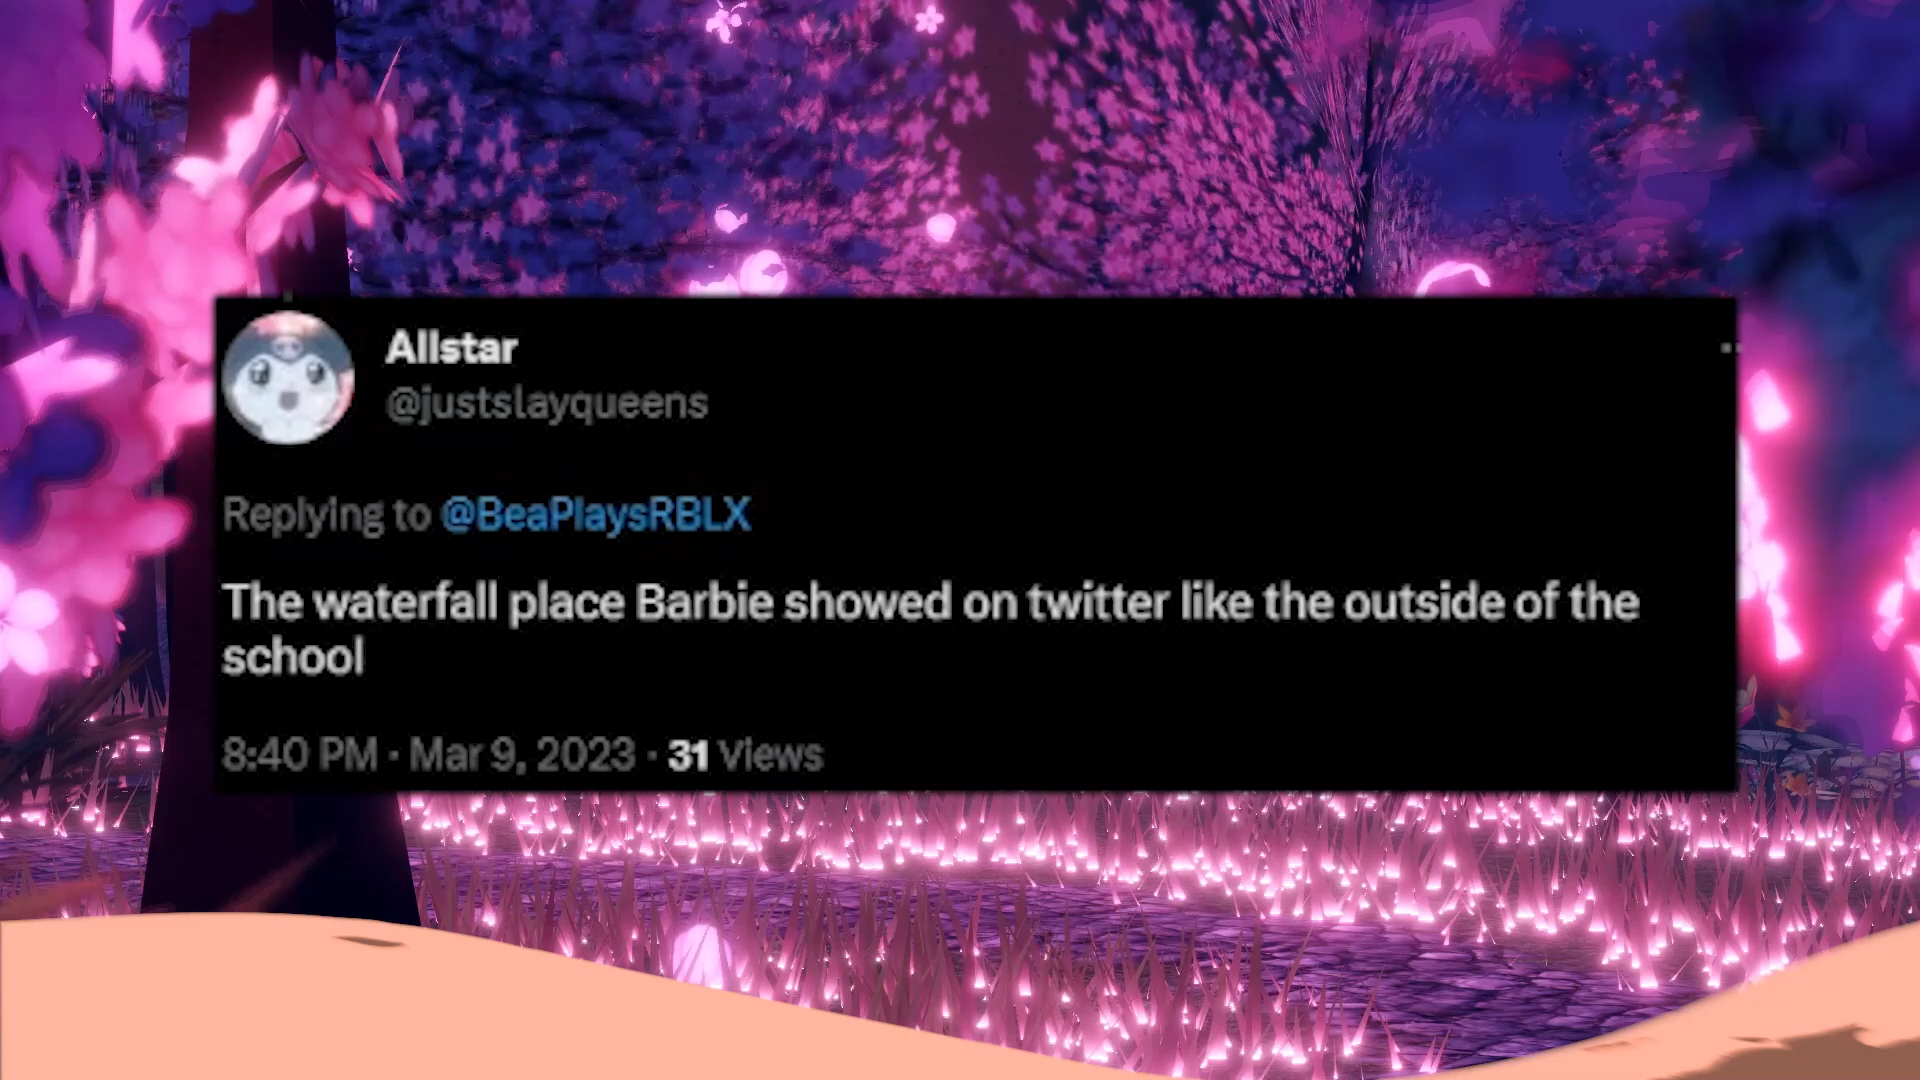 Allstar
@justslayqueens
Replying to @BeaPlaysRBLX
The waterfall place Barbie showed on twitter like the outside of the
school
8:40 PM · Mar 9, 2023 · 31 Views